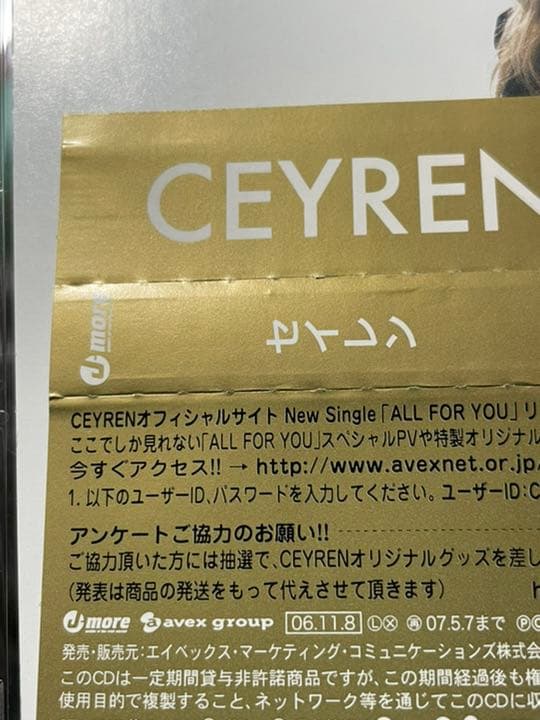 CEYREN
more
セイレン
CEYRENオフィシャルサイト New Single「ALL FOR YOU」リ
ここでしか見れない「ALL FOR YOU」スペシャルPVや特製オリジナル
今すぐアクセス!! → http://www.avexnet.or.jp/
1. 以下のユーザーID、パスワードを入力してください。ユーザーID:C
アンケートご協力のお願い!!
ご協力頂いた方には抽選で、CEYRENオリジナルグッズを差し
(発表は商品の発送をもって代えさせて頂きます) h
more avex group 06.11.8 Ⓛ Ⓧ 再 07.5.7まで Ⓟ©
発売・販売元:エイベックス・マーケティング・コミュニケーションズ株式会
このCDは一定期間貸与非許諾商品ですが、この期間経過後も権
使用目的で複製すること、ネットワーク等を通じてこのCDに収